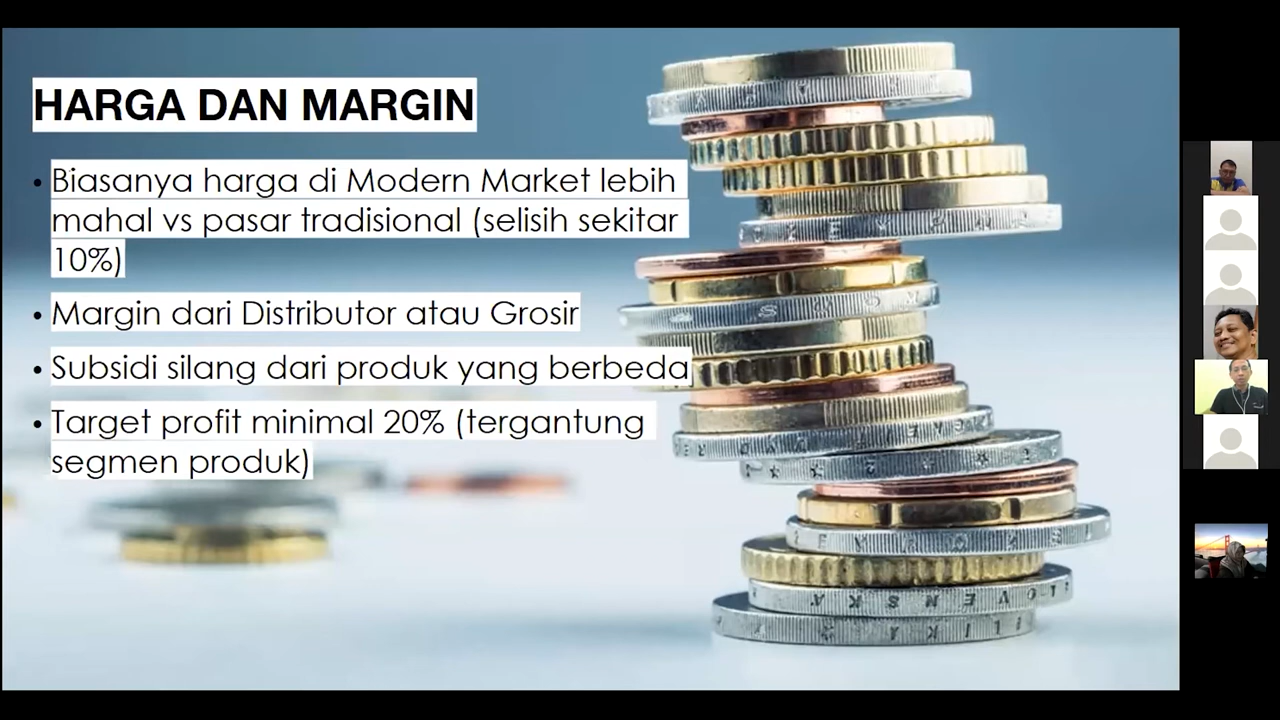 HARGA DAN MARGIN
• Biasanya harga di Modern Market lebih
mahal vs pasar tradisional (selisih sekitar
10%)
• Margin dari Distributor atau Grosir
• Subsidi silang dari produk yang berbeda
• Target profit minimal 20% (tergantung
segmen produk)